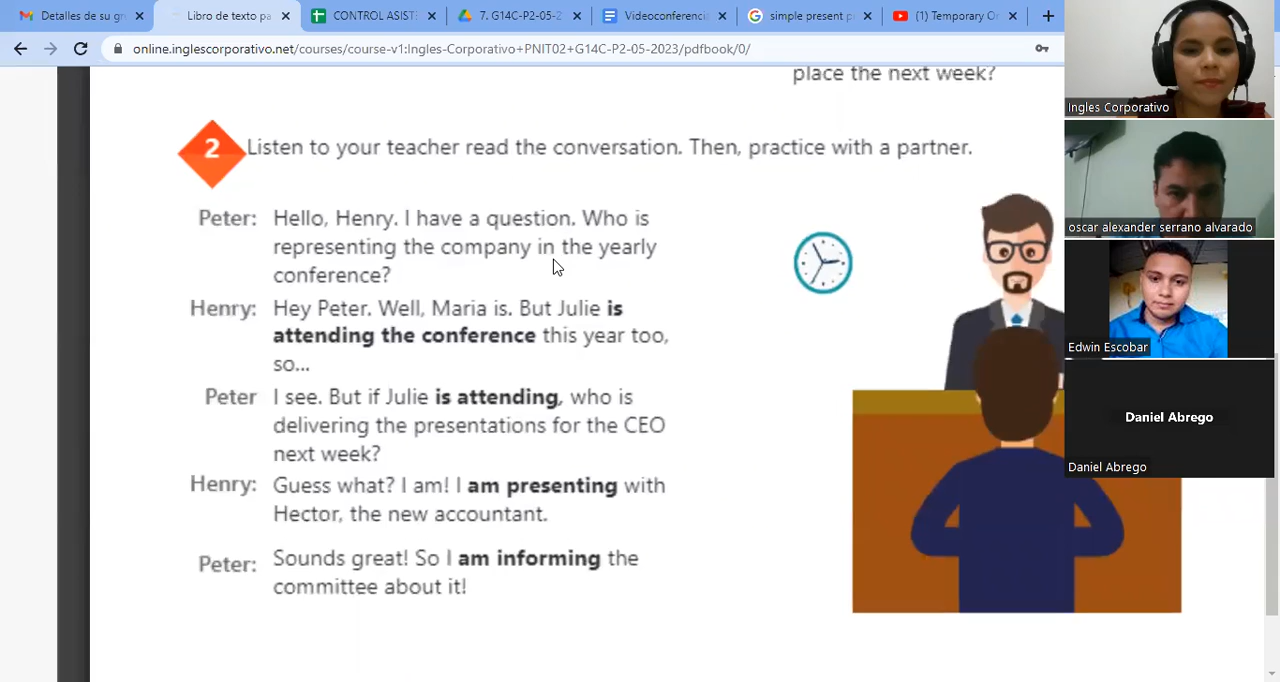 Detalles de su gr
Libro de texto pa
CONTROL ASIST
7. G14C-P2-05-2
Videoconferenci
simple present p
(1) Temporary O
online.inglescorporativo.net/courses/course-v1:Ingles-Corporativo+PNIT02+G14C-P2-05-2023/pdfbook/0/
place the next week?
2 Listen to your teacher read the conversation. Then, practice with a partner.
Peter: Hello, Henry. I have a question. Who is
representing the company in the yearly
conference?
Henry: Hey Peter. Well, Maria is. But Julie is
attending the conference this year too,
so...
Peter I see. But if Julie is attending, who is
delivering the presentations for the CEO
next week?
Henry: Guess what? I am! I am presenting with
Hector, the new accountant.
Peter: Sounds great! So I am informing the
committee about it!
Ingles Corporativo
oscar alexander serrano alvarado
Edwin Escobar
Daniel Abrego
Daniel Abrego